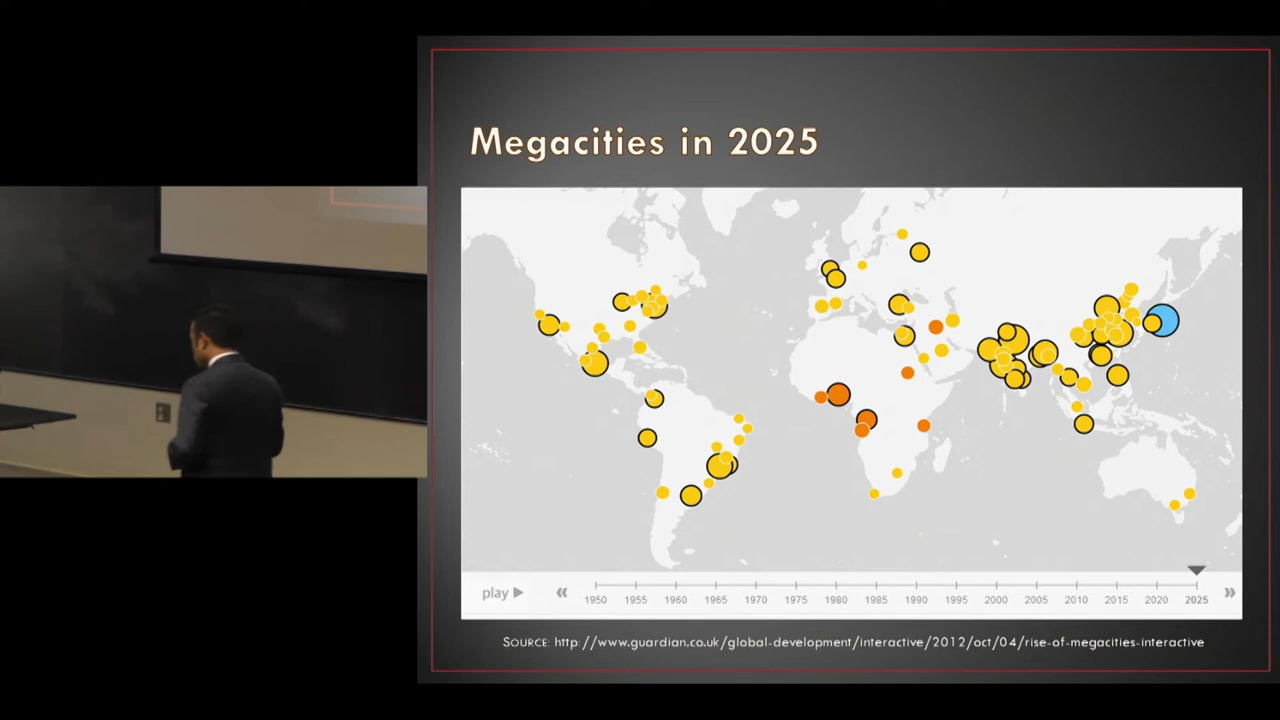 Megacities in 2025
play
1950 1955 1960 1965 1970 1975 1980 1985 1990 1995 2000 2005 2010 2015 2020 2025
SOURCE: http://www.guardian.co.uk/global-development/interactive/2012/oct/04/rise-of-megacities-interactive